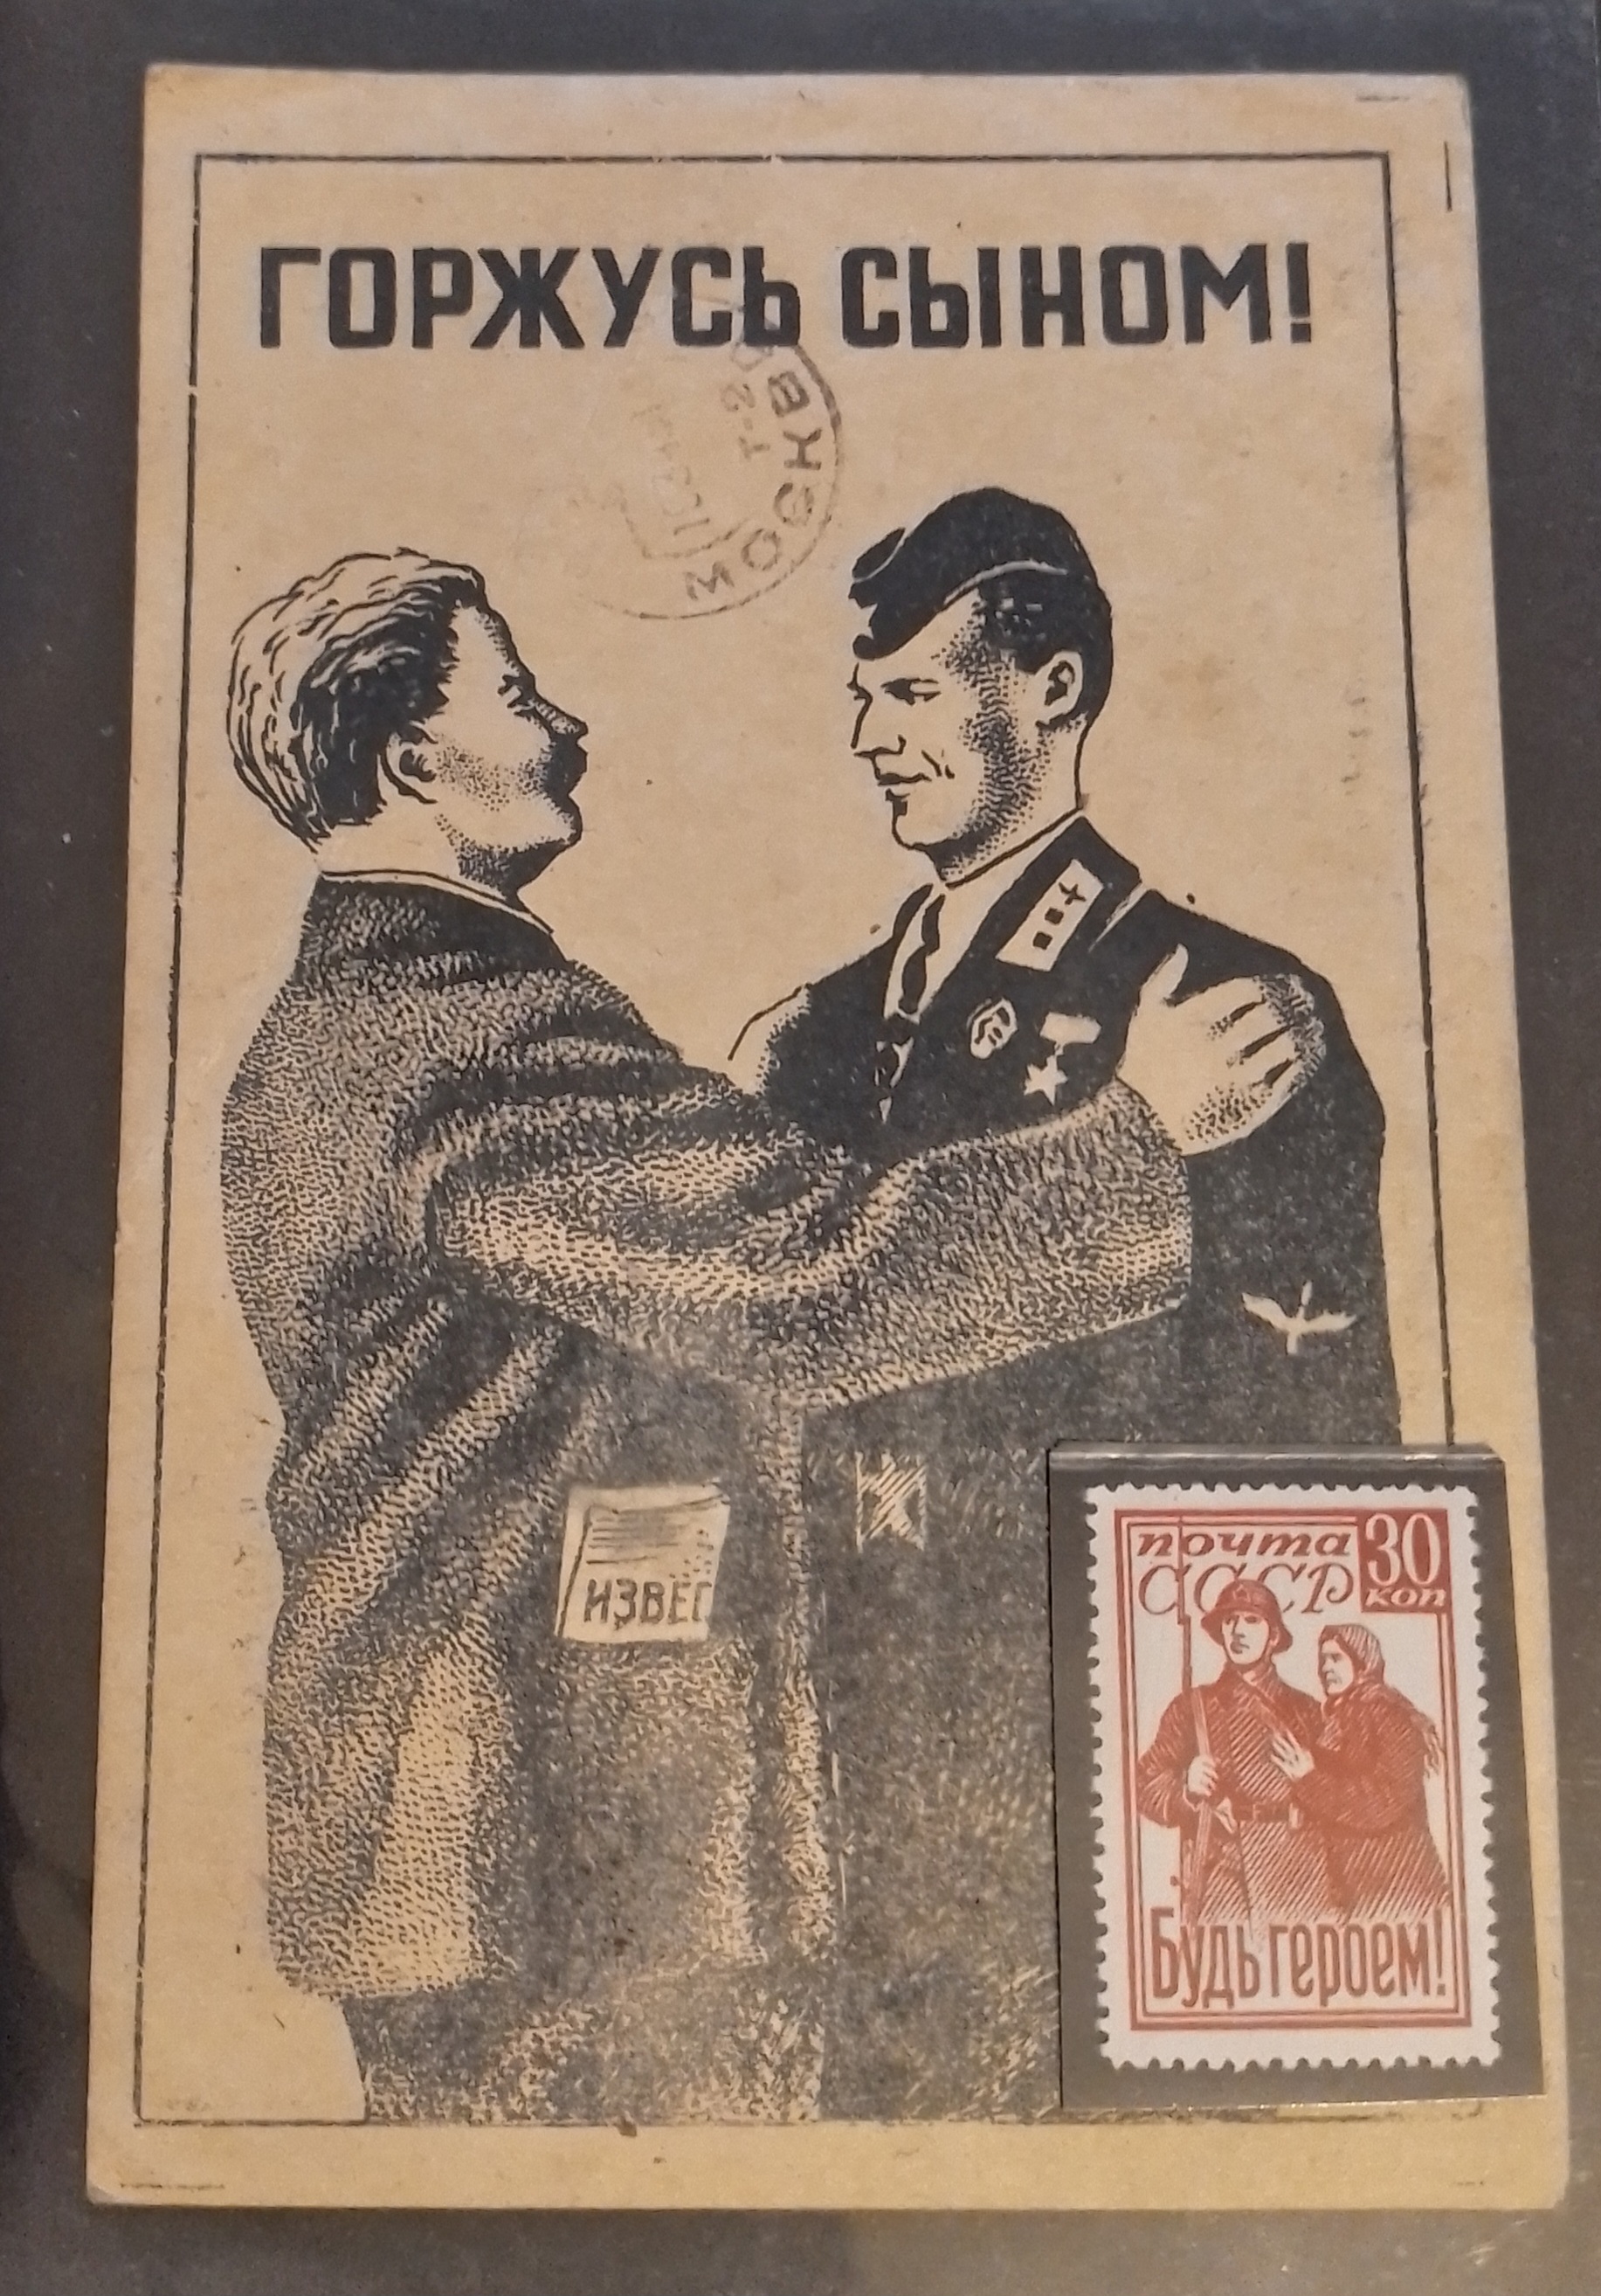 ГОРЖУСЬ СЫНОМ!
МОСКВА
ИЗВЕС
почта
СССР
30
коп
Будь героем!